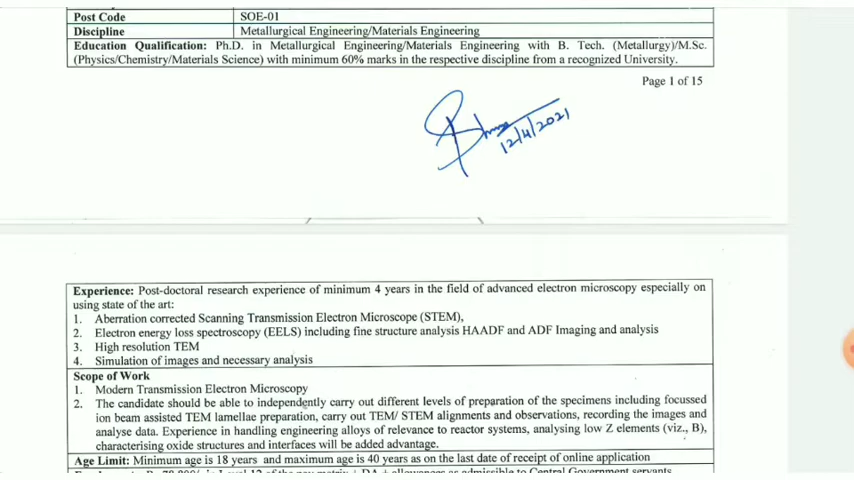 Post Code SOE-01
Discipline Metallurgical Engineering/Materials Engineering
Education Qualification: Ph.D. in Metallurgical Engineering/Materials Engineering with B. Tech. (Metallurgy)/M.Sc.
(Physics/Chemistry/Materials Science) with minimum 60% marks in the respective discipline from a recognized University.
Page 1 of 15
12/4/2021
Experience: Post-doctoral research experience of minimum 4 years in the field of advanced electron microscopy especially on
using state of the art:
1. Aberration corrected Scanning Transmission Electron Microscope (STEM),
2. Electron energy loss spectroscopy (EELS) including fine structure analysis HAADF and ADF Imaging and analysis
3. High resolution TEM
4. Simulation of images and necessary analysis
Scope of Work
1. Modern Transmission Electron Microscopy
2. The candidate should be able to independently carry out different levels of preparation of the specimens including focussed
ion beam assisted TEM lamellae preparation, carry out TEM/ STEM alignments and observations, recording the images and
analyse data. Experience in handling engineering alloys of relevance to reactor systems, analysing low Z elements (viz., B),
characterising oxide structures and interfaces will be added advantage.
Age Limit: Minimum age is 18 years and maximum age is 40 years as on the last date of receipt of online application